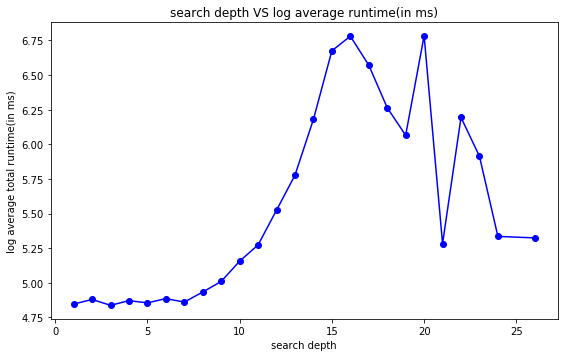 search depth VS log average runtime(in ms)
log average total runtime(in ms)
6.75
6.50
6.25
6.00
5.75
5.50
5.25
5.00
4.75
0 5 10 15 20 25
search depth